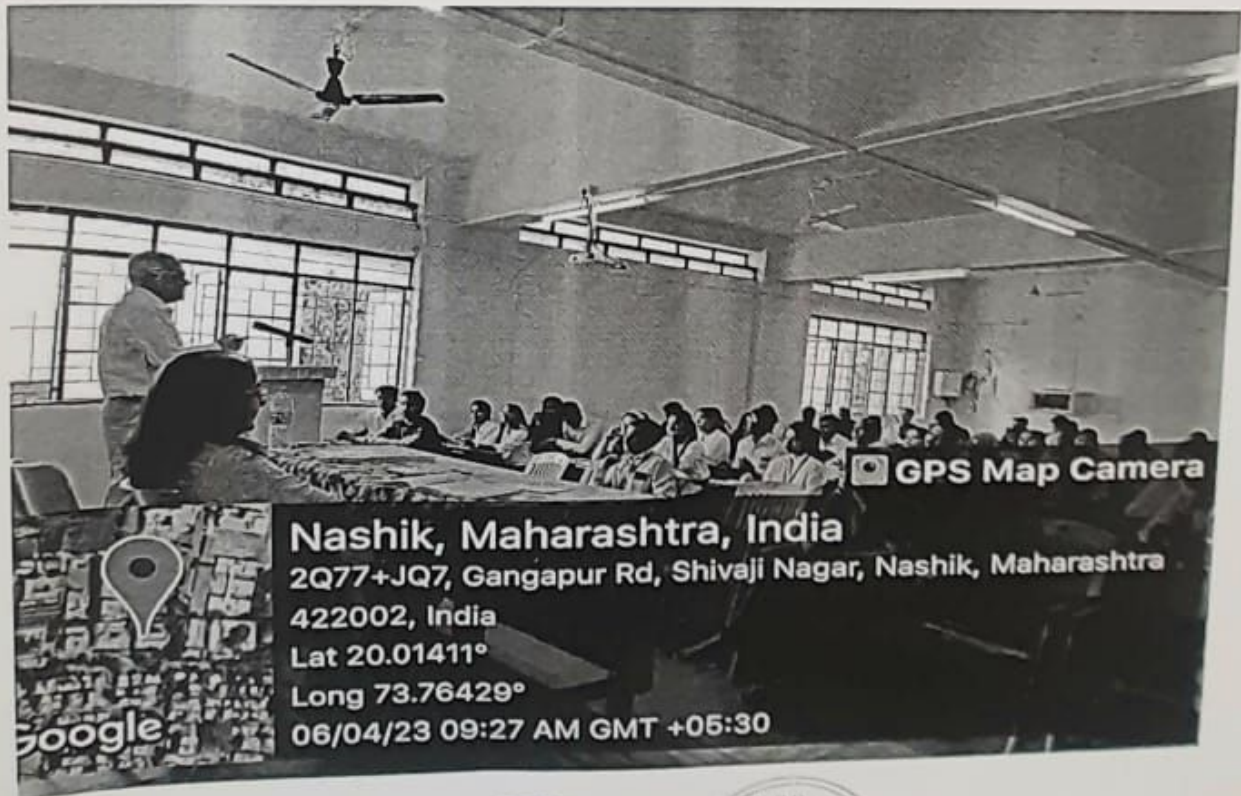 GPS Map Camera
Nashik, Maharashtra, India
2Q77+JQ7, Gangapur Rd, Shivaji Nagar, Nashik, Maharashtra
422002, India
Lat 20.01411°
Long 73.76429°
06/04/23 09:27 AM GMT +05:30
Google